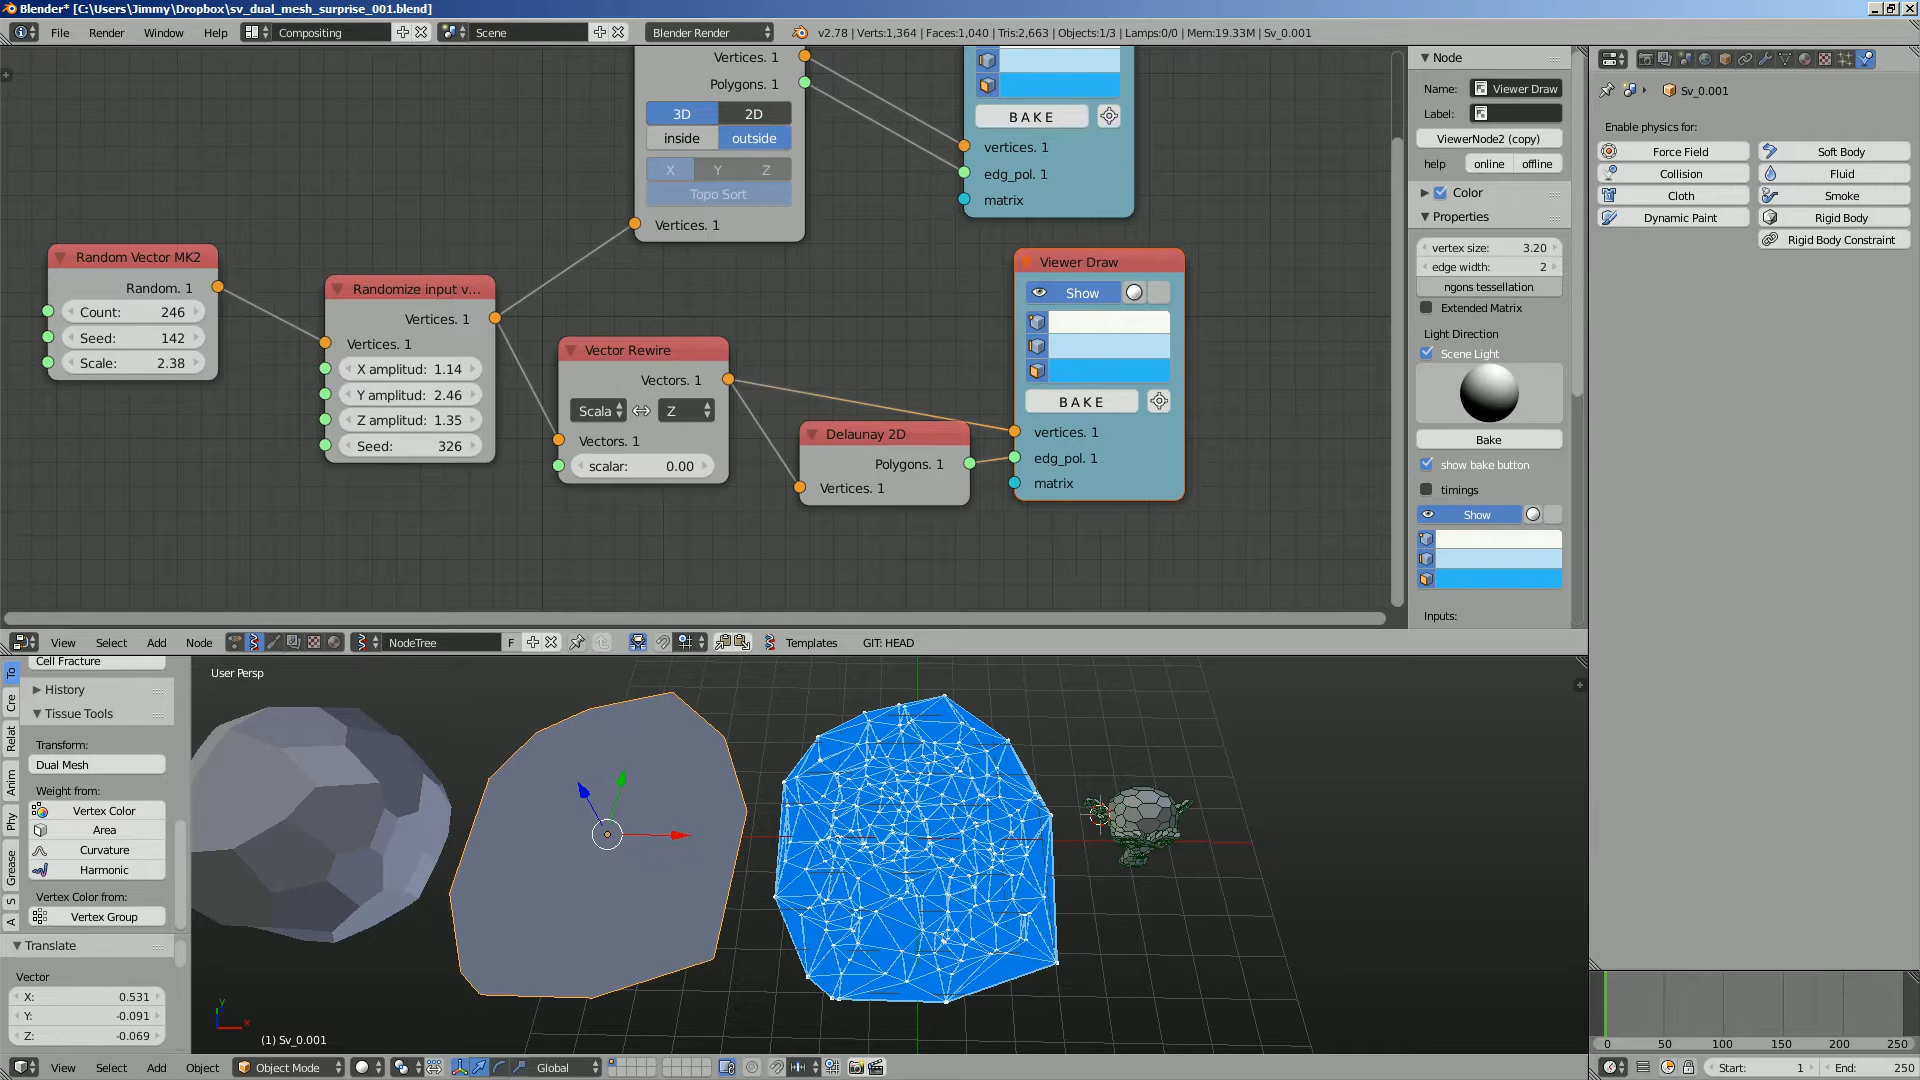 Blender* [C:\Users\Jimmy\Dropbox\sv_dual_mesh_surprise_001.blend]
File Render Window Help Compositing Scene Blender Render v2.78 | Verts:1,364 | Faces:1,040 | Tris:2,663 | Objects:1/3 | Lamps:0/0 | Mem:19.33M | Sv_0.001
Vertices. 1
Polygons. 1
3D 2D
inside outside
X Y Z
Topo Sort
Vertices. 1
BAKE
vertices. 1
edg_pol. 1
matrix
Random Vector MK2
Random. 1
Count: 246
Seed: 142
Scale: 2.38
Randomize input v...
Vertices. 1
Vertices. 1
X amplitud: 1.14
Y amplitud: 2.46
Z amplitud: 1.35
Seed: 326
Vector Rewire
Vectors. 1
Scala Z
Vectors. 1
scalar: 0.00
Delaunay 2D
Polygons. 1
Vertices. 1
Viewer Draw
Show
BAKE
vertices. 1
edg_pol. 1
matrix
Node
Name: Viewer Draw
Label:
ViewerNode2 (copy)
help online offline
Color
Properties
vertex size: 3.20
edge width: 2
ngons tessellation
Extended Matrix
Light Direction
Scene Light
Bake
show bake button
timings
Show
Inputs:
Sv_0.001
Enable physics for:
Force Field Soft Body
Collision Fluid
Cloth Smoke
Dynamic Paint Rigid Body
Rigid Body Constraint
View Select Add Node NodeTree F Templates GIT: HEAD
To
Cre
Relat
Anim
Phy
Grease
S
A
Cell Fracture
History
Tissue Tools
Transform:
Dual Mesh
Weight from:
Vertex Color
Area
Curvature
Harmonic
Vertex Color from:
Vertex Group
Translate
Vector
X: 0.531
Y: -0.091
Z: -0.069
User Persp
y
x
(1) Sv_0.001
View Select Add Object Object Mode Global
0 50 100 150 200 250
Start: 1 End: 250